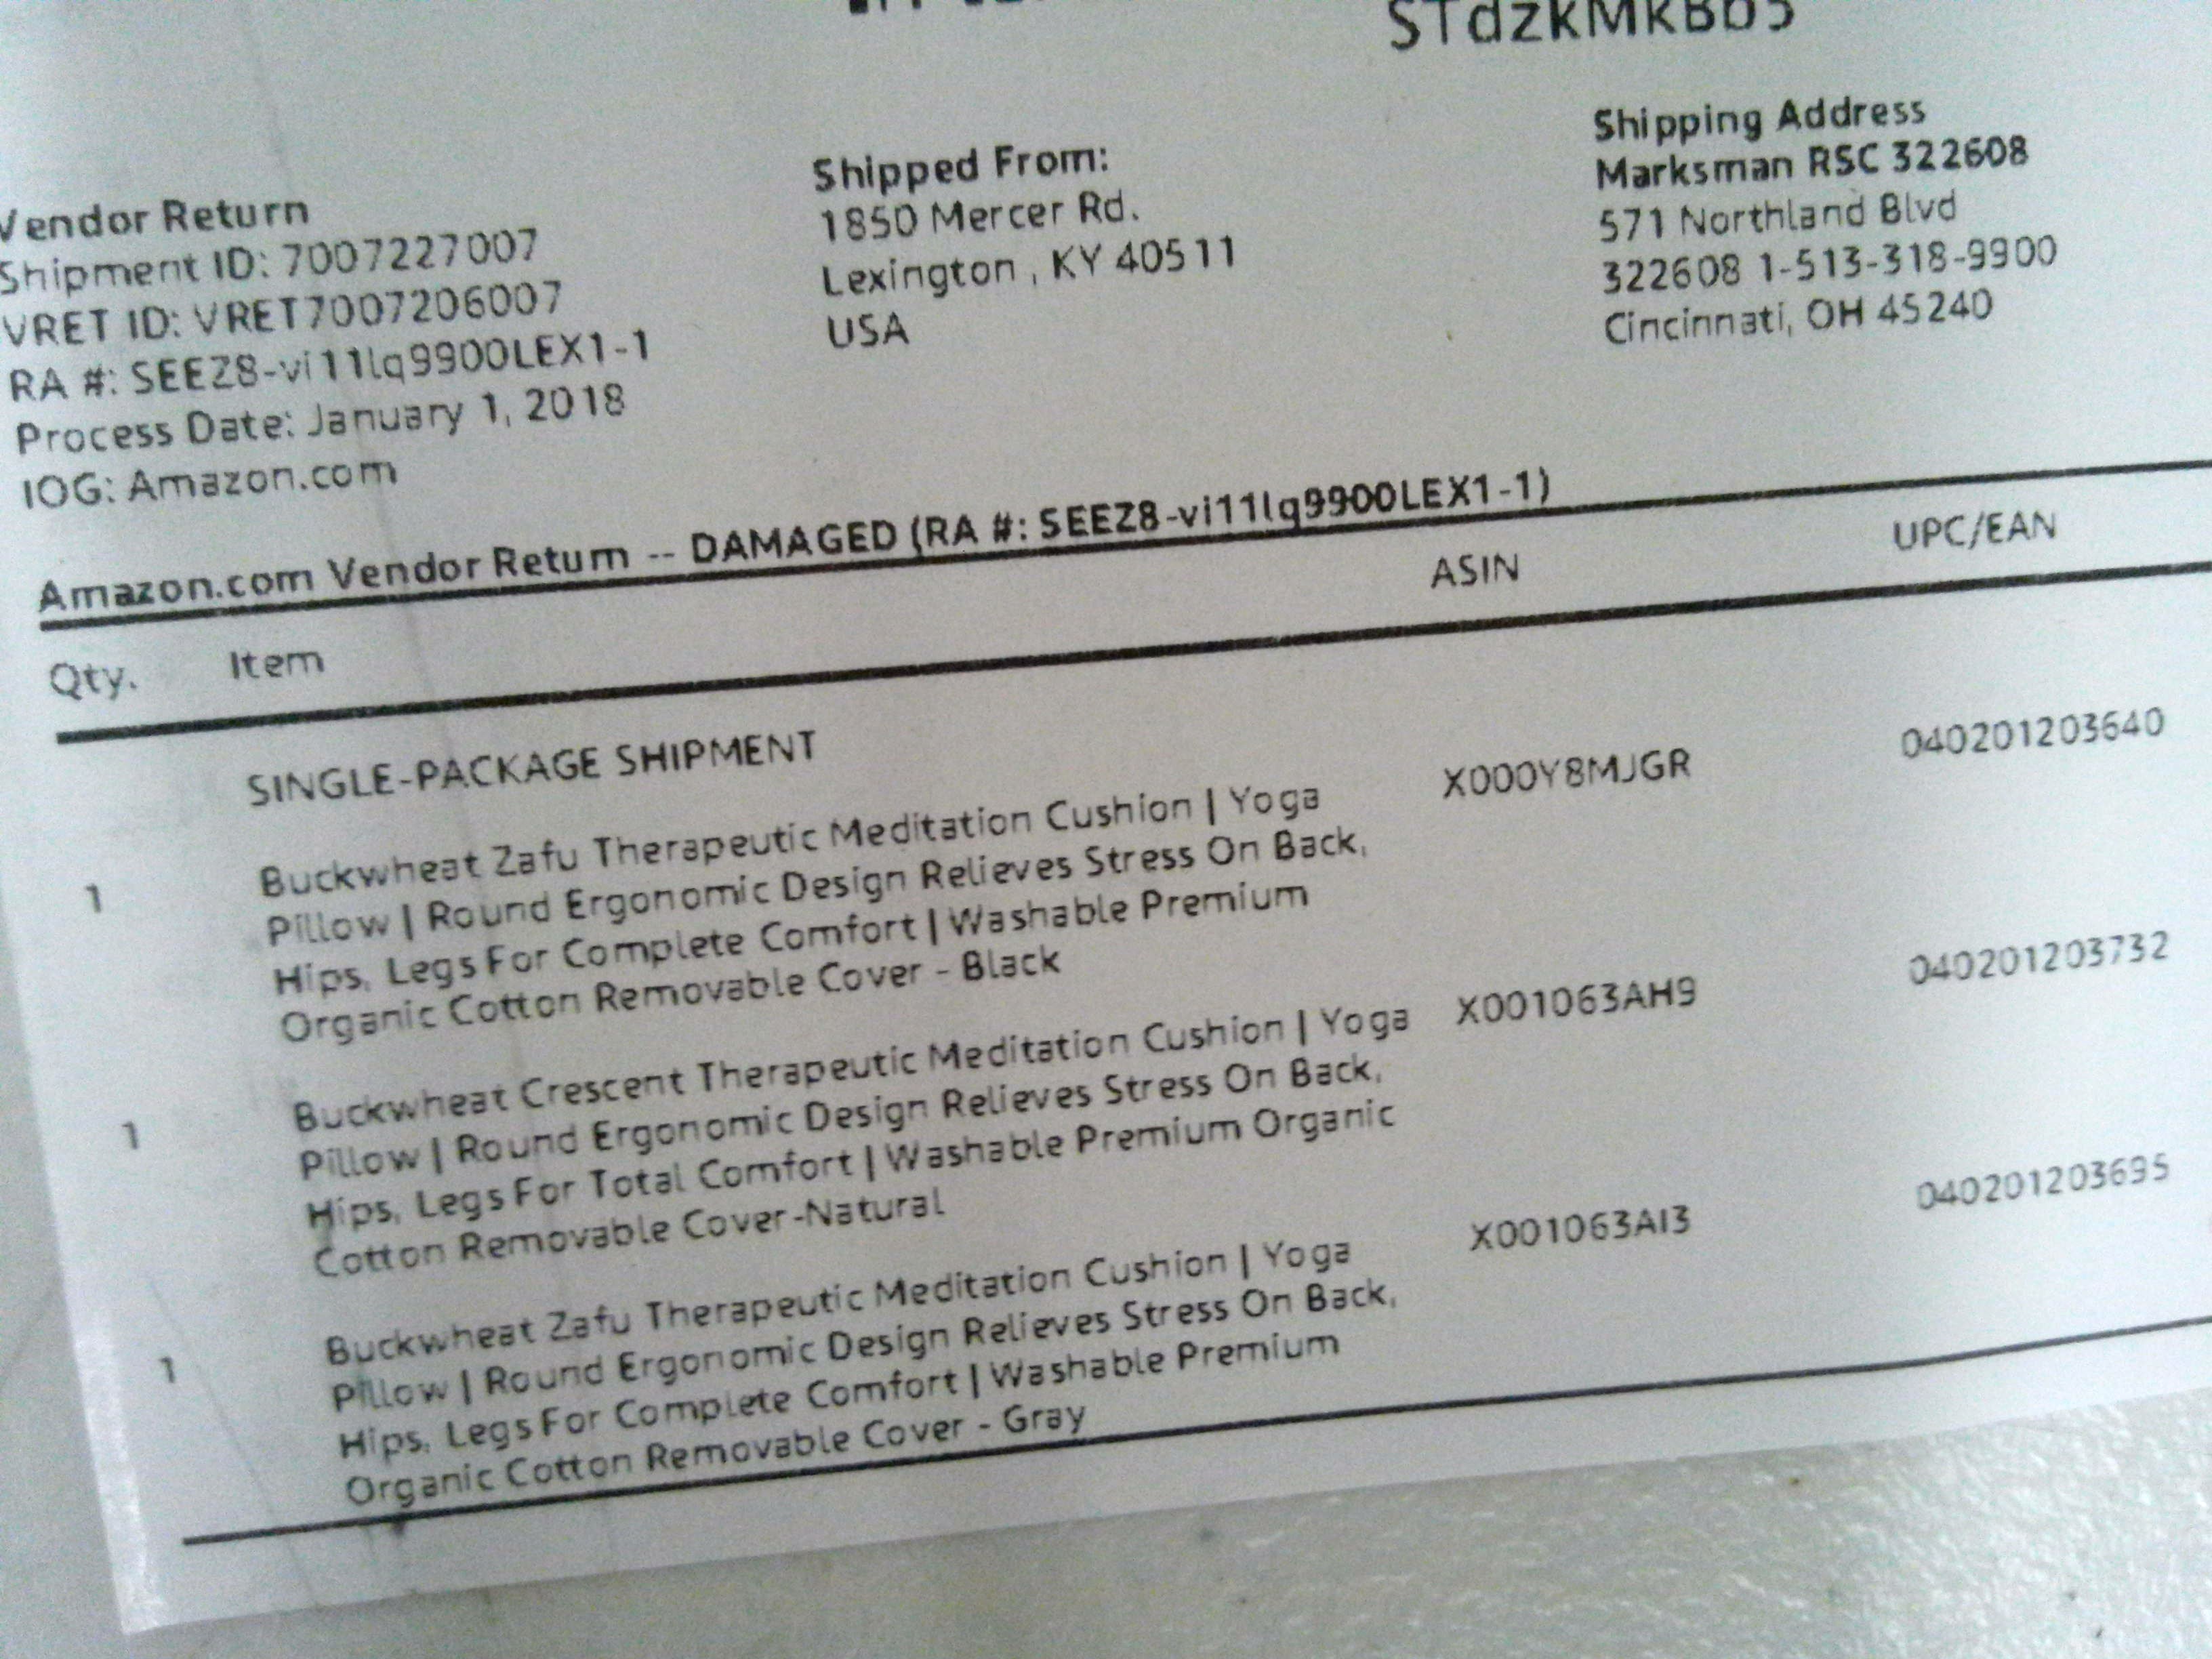 Vendor Return
Shipment ID: 7007227007
VRET ID: VRET7007206007
RA #: SEEZ8-vi11lq9900LEX1-1
Process Date: January 1, 2018
IOG: Amazon.com
Shipped From:
1850 Mercer Rd.
Lexington , KY 40511
USA
Shipping Address
Marksman RSC 322608
571 Northland Blvd
322608 1-513-318-9900
Cincinnati, OH 45240
Amazon.com Vendor Return -- DAMAGED (RA #: SEEZ8-vi11lq9900LEX1-1)
Qty. Item ASIN UPC/EAN
SINGLE-PACKAGE SHIPMENT
1 Buckwheat Zafu Therapeutic Meditation Cushion | Yoga X000Y8MJGR 040201203640
Pillow | Round Ergonomic Design Relieves Stress On Back,
Hips, Legs For Complete Comfort | Washable Premium
Organic Cotton Removable Cover - Black
1 Buckwheat Crescent Therapeutic Meditation Cushion | Yoga X001063AH9 040201203732
Pillow | Round Ergonomic Design Relieves Stress On Back,
Hips, Legs For Total Comfort | Washable Premium Organic
Cotton Removable Cover-Natural
1 Buckwheat Zafu Therapeutic Meditation Cushion | Yoga X001063AI3 040201203695
Pillow | Round Ergonomic Design Relieves Stress On Back,
Hips, Legs For Complete Comfort | Washable Premium
Organic Cotton Removable Cover - Gray